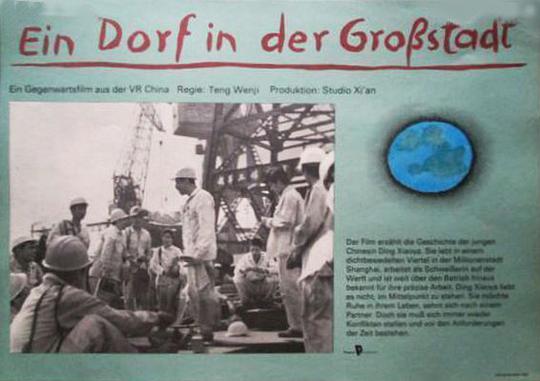 Ein Dorf in der Großstadt
Ein Gegenwartsfilm aus der VR China Regie: Teng Wenji Produktion: Studio Xi'an
Der Film erzählt die Geschichte der jungen
Chinesin Ding Xiaoya. Sie lebt in einem
dichtbesiedelten Viertel in der Millionenstadt
Shanghai, arbeitet als Schweißerin auf der
Werft und ist weit über den Betrieb hinaus
bekannt für ihre präzise Arbeit. Ding Xiaoya liebt
es nicht, im Mittelpunkt zu stehen. Sie möchte
Ruhe in ihrem Leben, sehnt sich nach einem
Partner. Doch sie muß sich immer wieder
Konflikten stellen und vor den Anforderungen
der Zeit bestehen.